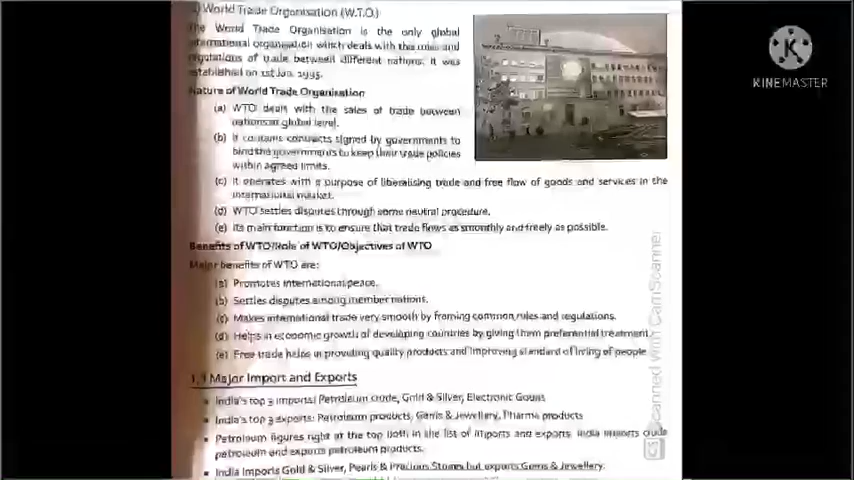 World Trade Organisation (W.T.O.)
The World Trade Organisation is the only global
international organisation which deals with the rules and
regulations of trade between different nations. It was
established on 1st Jan. 1995.
Nature of World Trade Organisation
(a) WTO deals with the sales of trade between
nations at global level.
(b) It contains contracts signed by governments to
bind the governments to keep their trade policies
within agreed limits.
(c) It operates with a purpose of liberalising trade and free flow of goods and services in the
international market.
(d) WTO settles disputes through some neutral procedure.
(e) Its main function is to ensure that trade flows as smoothly and freely as possible.
Benefits of WTO/Role of WTO/Objectives of WTO
Major benefits of WTO are:
(a) Promotes international peace.
(b) Settles disputes among member nations.
(c) Makes international trade very smooth by framing common rules and regulations.
(d) Helps in economic growth of developing countries by giving them preferential treatment.
(e) Free trade helps in providing quality products and improving standard of living of people
1.3 Major Import and Exports
• India's top 3 imports: Petroleum crude, Gold & Silver, Electronic Goods
• India's top 3 exports: Petroleum products, Gems & Jewellery, Pharma products
• Petroleum figures right at the top both in the list of imports and exports. India imports crude
petroleum and exports petroleum products.
• India imports Gold & Silver, Pearls & Precious Stones but exports Gems & Jewellery.
K
KINEMASTER
CS Scanned with CamScanner